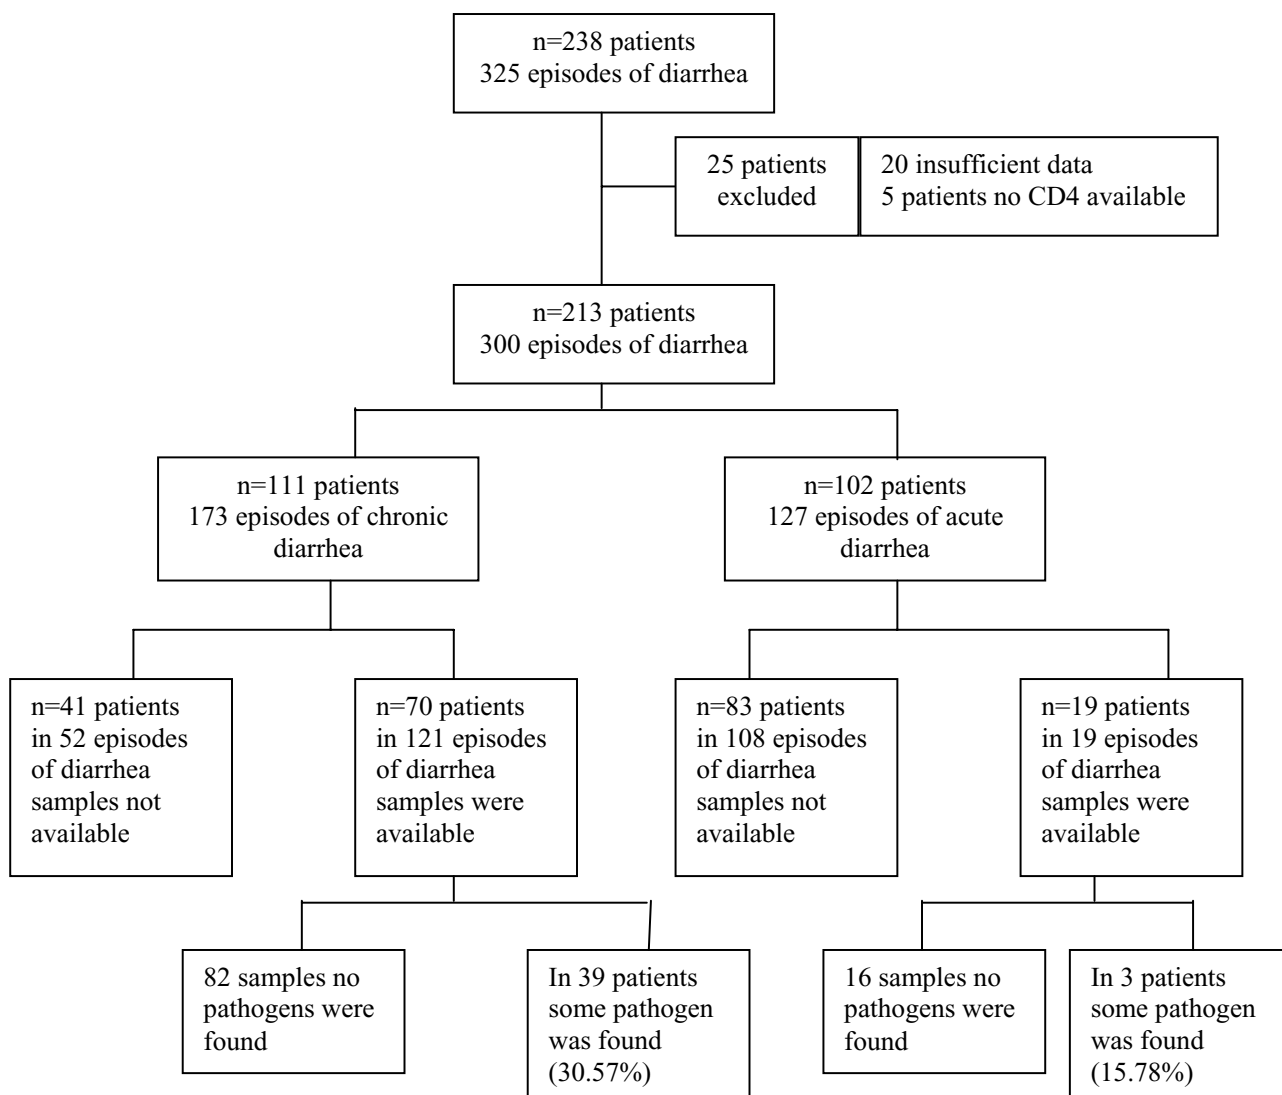 n=238 patients
325 episodes of diarrhea
25 patients
excluded
20 insufficient data
5 patients no CD4 available
n=213 patients
300 episodes of diarrhea
n=111 patients
173 episodes of chronic
diarrhea
n=102 patients
127 episodes of acute
diarrhea
n=41 patients
in 52 episodes
of diarrhea
samples not
available
n=70 patients
in 121 episodes
of diarrhea
samples were
available
n=83 patients
in 108 episodes
of diarrhea
samples not
available
n=19 patients
in 19 episodes
of diarrhea
samples were
available
82 samples no
pathogens were
found
In 39 patients
some pathogen
was found
(30.57%)
16 samples no
pathogens were
found
In 3 patients
some pathogen
was found
(15.78%)